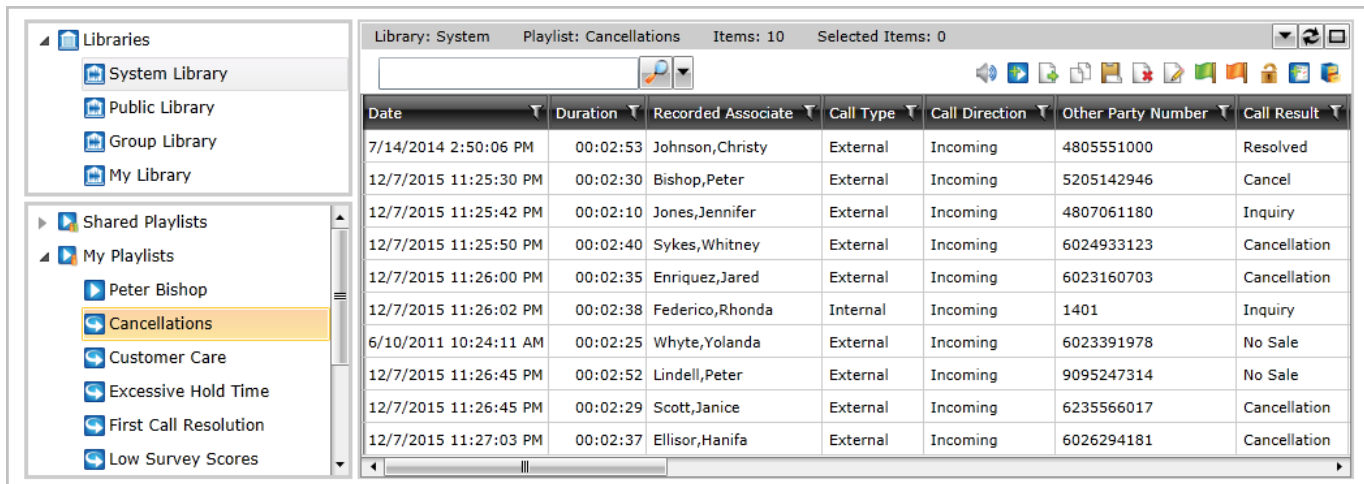 Libraries
System Library
Public Library
Group Library
My Library
Shared Playlists
My Playlists
Peter Bishop
Cancellations
Customer Care
Excessive Hold Time
First Call Resolution
Low Survey Scores
Library: System Playlist: Cancellations Items: 10 Selected Items: 0
Date Duration Recorded Associate Call Type Call Direction Other Party Number Call Result
7/14/2014 2:50:06 PM 00:02:53 Johnson,Christy External Incoming 4805551000 Resolved
12/7/2015 11:25:30 PM 00:02:30 Bishop,Peter External Incoming 5205142946 Cancel
12/7/2015 11:25:42 PM 00:02:10 Jones,Jennifer External Incoming 4807061180 Inquiry
12/7/2015 11:25:50 PM 00:02:40 Sykes,Whitney External Incoming 6024933123 Cancellation
12/7/2015 11:26:00 PM 00:02:35 Enriquez,Jared External Incoming 6023160703 Cancellation
12/7/2015 11:26:02 PM 00:02:38 Federico,Rhonda Internal Incoming 1401 Inquiry
6/10/2011 10:24:11 AM 00:02:25 Whyte,Yolanda External Incoming 6023391978 No Sale
12/7/2015 11:26:45 PM 00:02:52 Lindell,Peter External Incoming 9095247314 No Sale
12/7/2015 11:26:45 PM 00:02:29 Scott,Janice External Incoming 6235566017 Cancellation
12/7/2015 11:27:03 PM 00:02:37 Ellisor,Hanifa External Incoming 6026294181 Cancellation